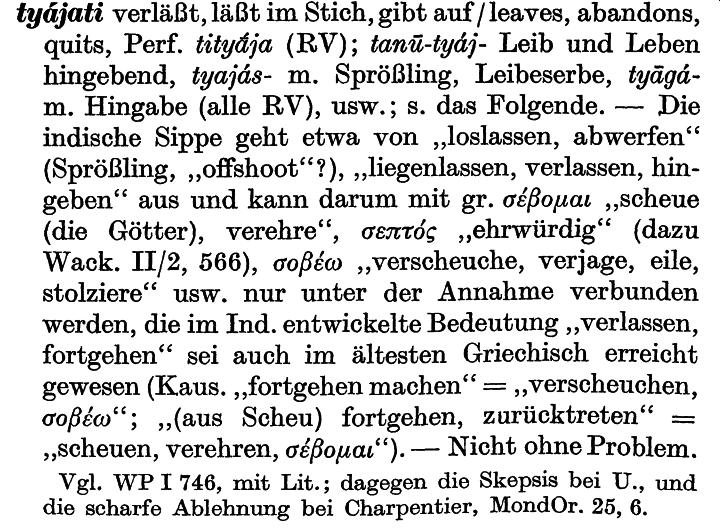 tyájati verläßt, läßt im Stich, gibt auf / leaves, abandons,
quits, Perf. tityā́ja (RV); tanū-tyáj- Leib und Leben
hingebend, tyajás- m. Sprößling, Leibeserbe, tyāgá-
m. Hingabe (alle RV), usw.; s. das Folgende. — Die
indische Sippe geht etwa von „loslassen, abwerfen“
(Sprößling, „offshoot“?), „liegenlassen, verlassen, hin-
geben“ aus und kann darum mit gr. σέβομαι „scheue
(die Götter), verehre“, σεπτός „ehrwürdig“ (dazu
Wack. II/2, 566), σοβέω „verscheuche, verjage, eile,
stolziere“ usw. nur unter der Annahme verbunden
werden, die im Ind. entwickelte Bedeutung „verlassen,
fortgehen“ sei auch im ältesten Griechisch erreicht
gewesen (Kaus. „fortgehen machen“ = „verscheuchen,
σοβέω“; „(aus Scheu) fortgehen, zurücktreten“ =
„scheuen, verehren, σέβομαι“). — Nicht ohne Problem.
Vgl. WP I 746, mit Lit.; dagegen die Skepsis bei U., und
die scharfe Ablehnung bei Charpentier, MondOr. 25, 6.